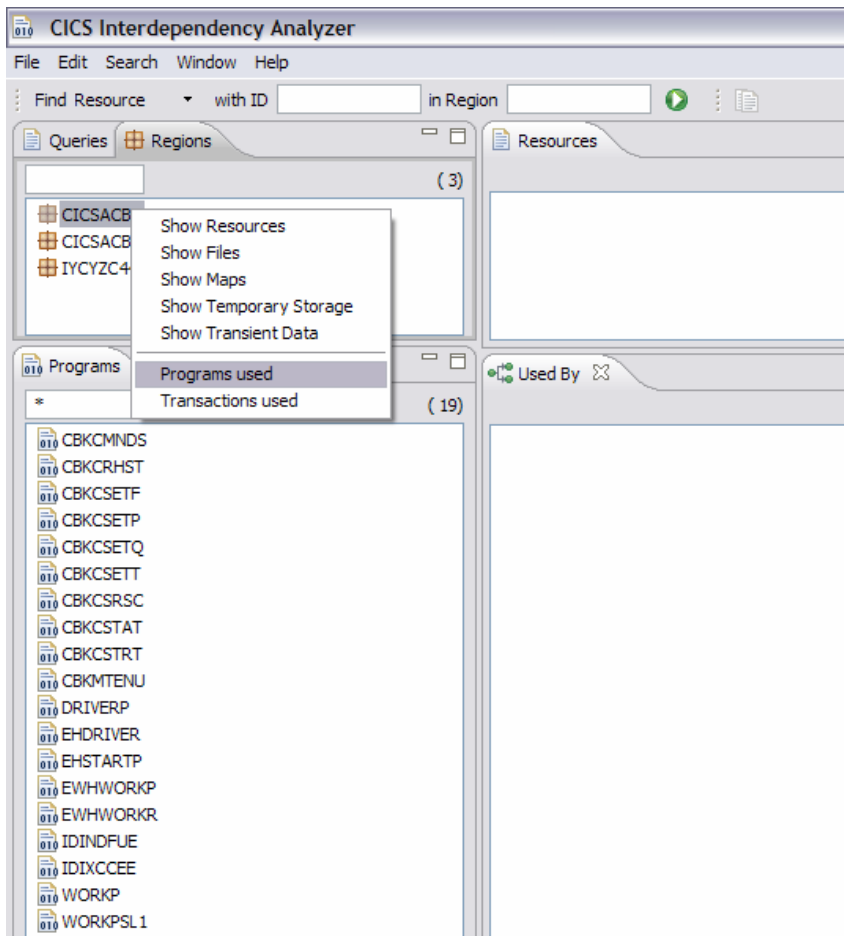 CICS Interdependency Analyzer
File Edit Search Window Help
Find Resource with ID in Region
Queries Regions
Resources
( 3)
CICSACB
CICSACB
IYCYZC4
Show Resources
Show Files
Show Maps
Show Temporary Storage
Show Transient Data
Programs used
Transactions used
Programs
Used By
*
( 19)
CBKCMNDS
CBKCRHST
CBKCSETF
CBKCSETP
CBKCSETQ
CBKCSETT
CBKCSRSC
CBKCSTAT
CBKCSTRT
CBKMTENU
DRIVERP
EHDRIVER
EHSTARTP
EWHWORKP
EWHWORKR
IDINDFUE
IDIXCCEE
WORKP
WORKPSL1